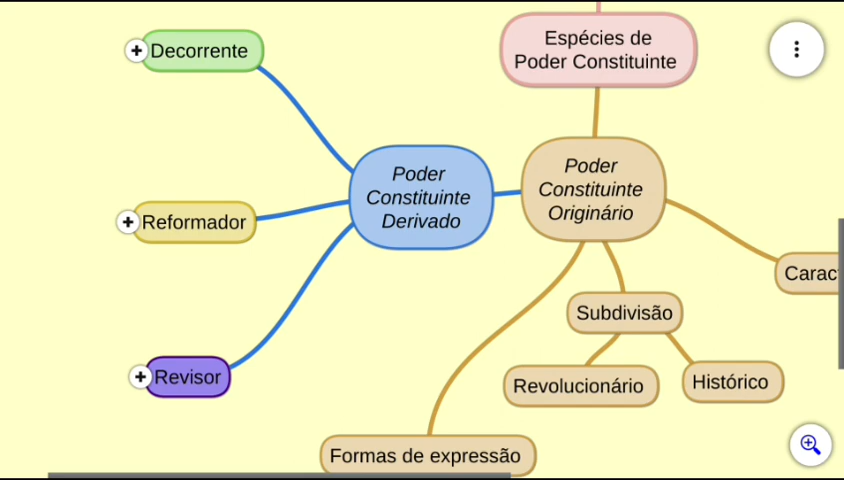 Espécies de
Poder Constituinte
Decorrente
Poder
Constituinte
Derivado
Poder
Constituinte
Originário
Reformador
Carac
Subdivisão
Revisor
Revolucionário
Histórico
Formas de expressão